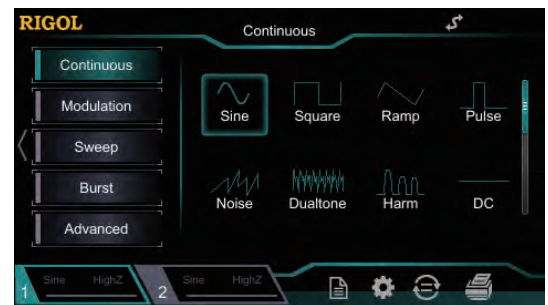 RIGOL
Continuous
Continuous
Modulation
Sweep
Burst
Advanced
Sine Square Ramp Pulse
Noise Dualtone Harm DC
1 Sine HighZ 2 Sine HighZ